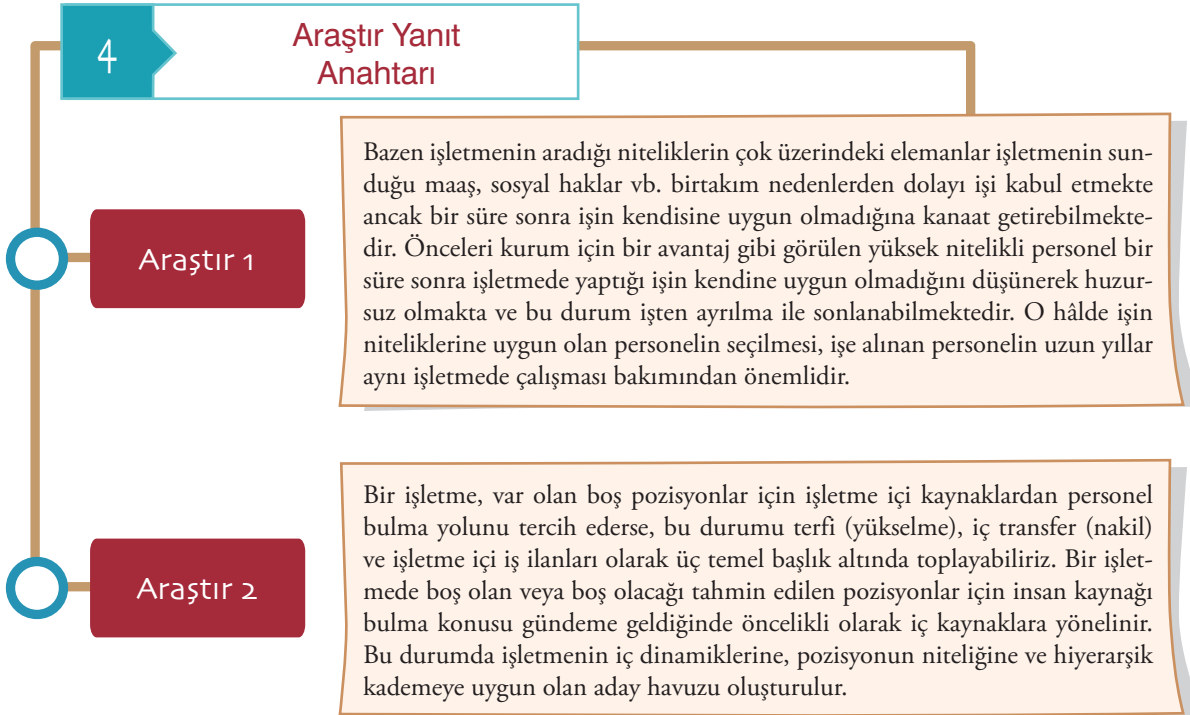 4
Araştır Yanıt
Anahtarı
Araştır 1
Bazen işletmenin aradığı niteliklerin çok üzerindeki elemanlar işletmenin sun-
duğu maaş, sosyal haklar vb. birtakım nedenlerden dolayı işi kabul etmekte
ancak bir süre sonra işin kendisine uygun olmadığına kanaat getirebilmekte-
dir. Önceleri kurum için bir avantaj gibi görülen yüksek nitelikli personel bir
süre sonra işletmede yaptığı işin kendine uygun olmadığını düşünerek huzur-
suz olmakta ve bu durum işten ayrılma ile sonlanabilmektedir. O hâlde işin
niteliklerine uygun olan personelin seçilmesi, işe alınan personelin uzun yıllar
aynı işletmede çalışması bakımından önemlidir.
Araştır 2
Bir işletme, var olan boş pozisyonlar için işletme içi kaynaklardan personel
bulma yolunu tercih ederse, bu durumu terfi (yükselme), iç transfer (nakil)
ve işletme içi iş ilanları olarak üç temel başlık altında toplayabiliriz. Bir işlet-
mede boş olan veya boş olacağı tahmin edilen pozisyonlar için insan kaynağı
bulma konusu gündeme geldiğinde öncelikli olarak iç kaynaklara yönelinir.
Bu durumda işletmenin iç dinamiklerine, pozisyonun niteliğine ve hiyerarşik
kademeye uygun olan aday havuzu oluşturulur.